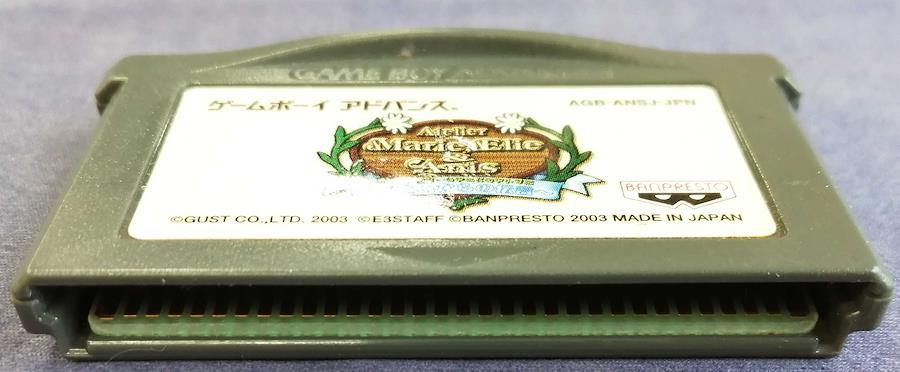 GAME BOY
ゲームボーイ アドバンス。
AGB-ANSJ-JPN
Atelier
Marie, Elie
& Anis
BANPRESTO
©GUST CO.,LTD. 2003 ©E3STAFF ©BANPRESTO 2003 MADE IN JAPAN